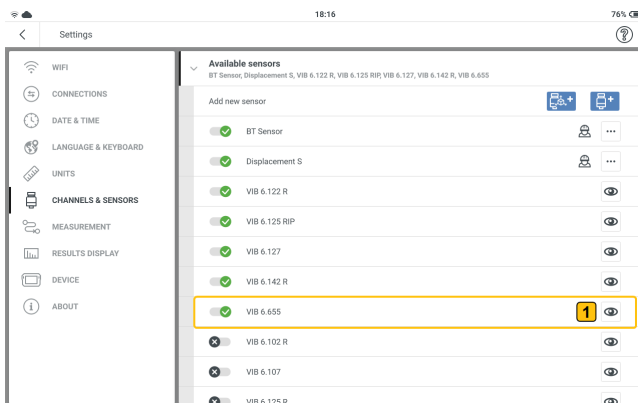 18:16
76%
Settings
WIFI
CONNECTIONS
DATE & TIME
LANGUAGE & KEYBOARD
UNITS
CHANNELS & SENSORS
MEASUREMENT
RESULTS DISPLAY
DEVICE
ABOUT
Available sensors
BT Sensor, Displacement S, VIB 6.122 R, VIB 6.125 RIP, VIB 6.127, VIB 6.142 R, VIB 6.655
Add new sensor
BT Sensor
Displacement S
VIB 6.122 R
VIB 6.125 RIP
VIB 6.127
VIB 6.142 R
VIB 6.655
1
VIB 6.102 R
VIB 6.107
VIB 6.125 R